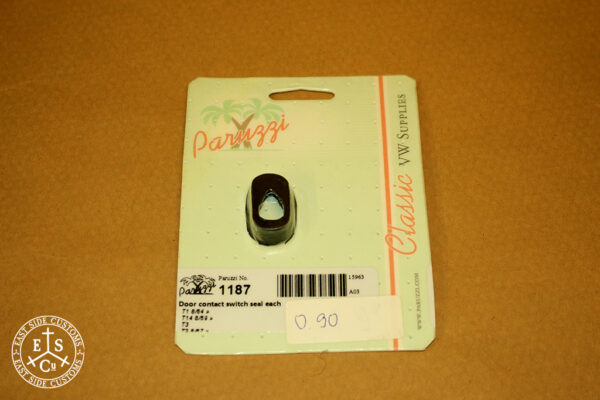 Paruzzi
Classic VW Supplies
WWW.PARUZZI.COM
Paruzzi
Paruzzi No.
1187
15963
A03
Door contact switch seal each
T1 8/64 »
T14 8/59 »
T3
0.90
EAST SIDE CUSTOMS
E S
Cu
EAST SIDE CUSTOMS